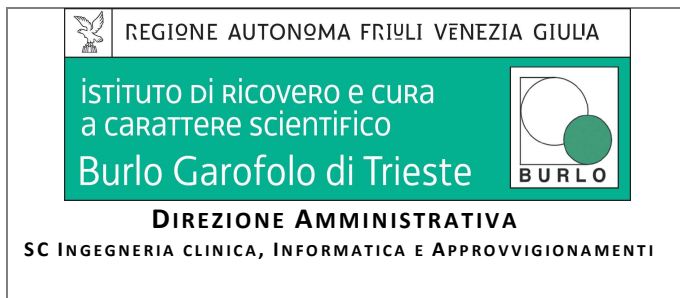 REGIONE AUTONOMA FRIULI VENEZIA GIULIA
istituto di ricovero e cura
a carattere scientifico
Burlo Garofolo di Trieste
BURLO
DIREZIONE AMMINISTRATIVA
SC INGEGNERIA CLINICA, INFORMATICA E APPROVVIGIONAMENTI